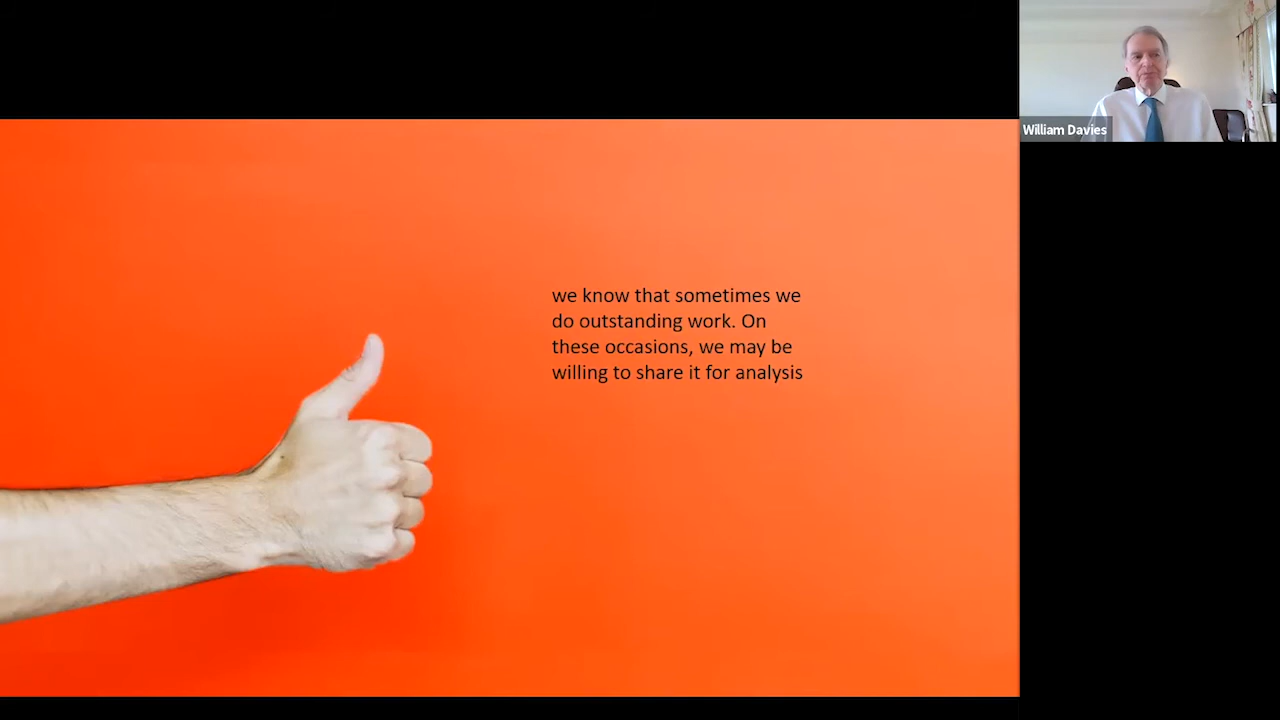 William Davies
we know that sometimes we
do outstanding work. On
these occasions, we may be
willing to share it for analysis